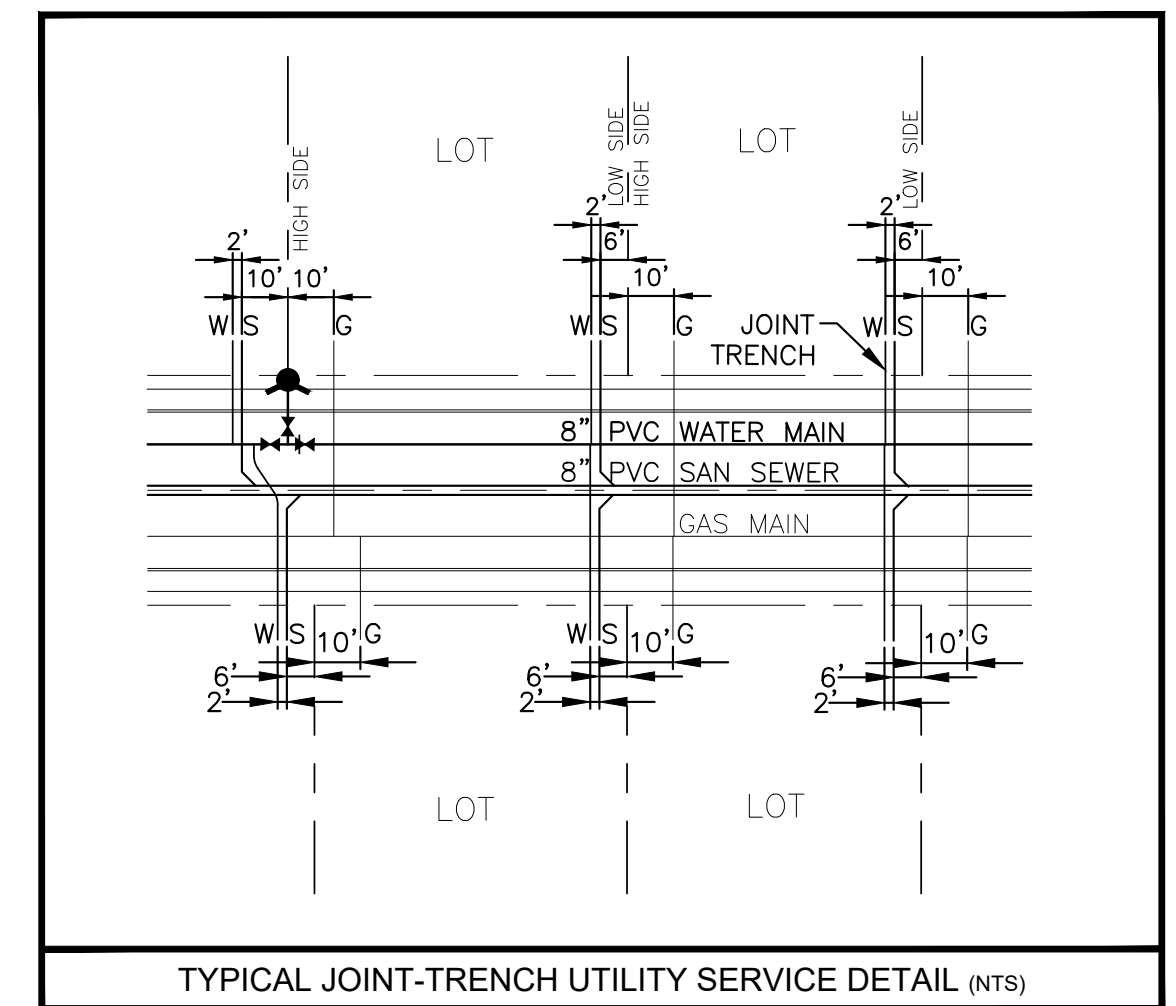 LOT
LOT
HIGH SIDE
LOW SIDE
HIGH SIDE
LOW SIDE
2'
2'
2'
6'
6'
10' 10'
10'
10'
W S G
W S G
W S G
JOINT
TRENCH
8" PVC WATER MAIN
8" PVC SAN SEWER
GAS MAIN
W S 10' G
W S 10' G
10' G
6'
6'
6'
2'
2'
2'
LOT
LOT
TYPICAL JOINT-TRENCH UTILITY SERVICE DETAIL (NTS)